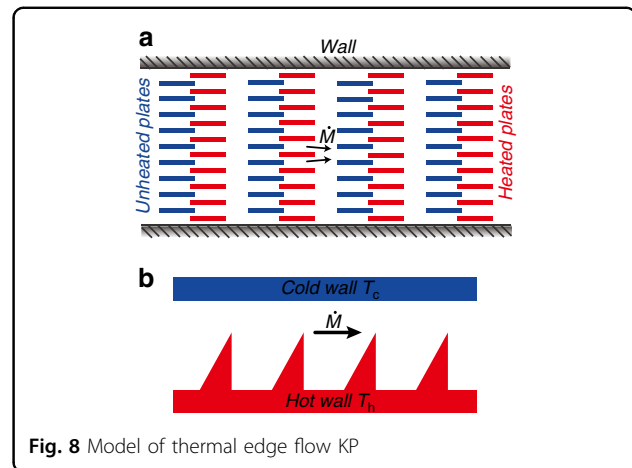 a
Wall
Unheated plates
Ṁ
Heated plates
b
Cold wall Tc
Ṁ
Hot wall Th
Fig. 8 Model of thermal edge flow KP